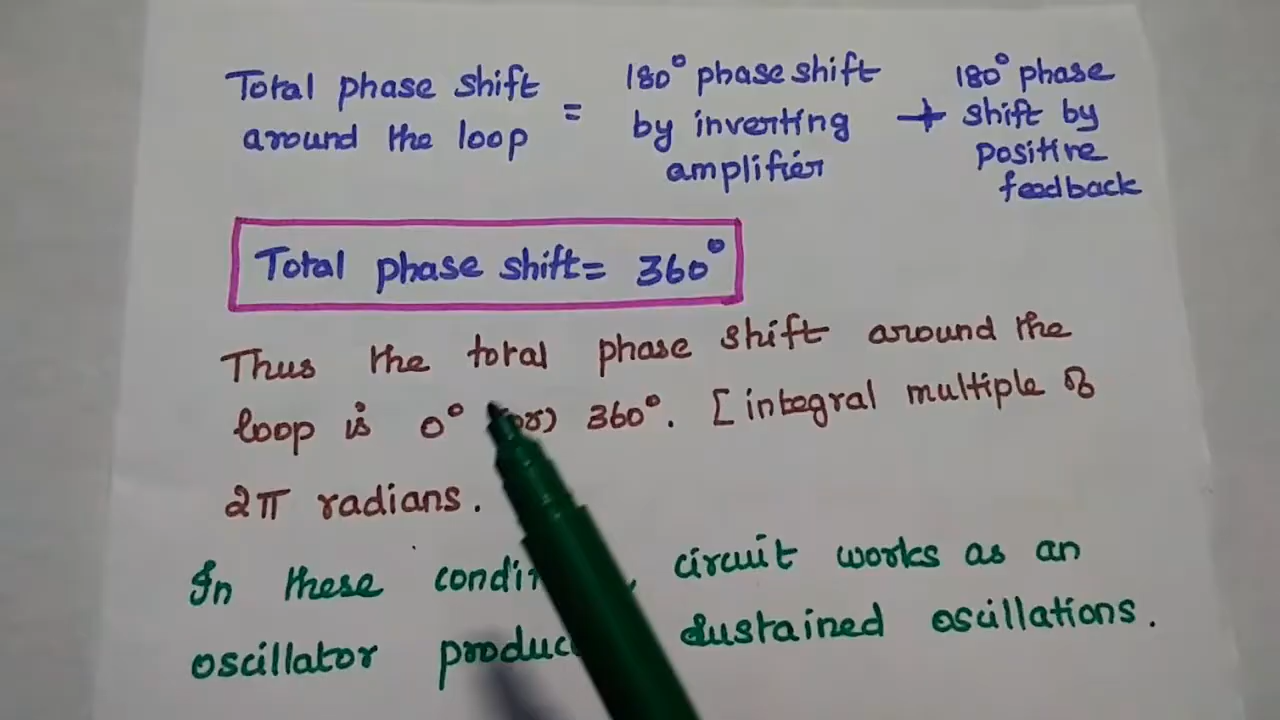 Total phase shift around the loop = 180° phase shift by inverting amplifier + 180° phase shift by positive feedback
Total phase shift = 360°
Thus the total phase shift around the
loop is 0° or) 360°. [integral multiple of
2π radians.
In these circuit works as an
oscillator sustained oscillations.